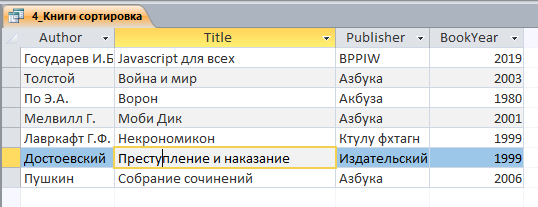 4_Книги сортировка
Author Title Publisher BookYear
Государев И.Б Javascript для всех BPPIW 2019
Толстой Война и мир Азбука 2003
По Э.А. Ворон Акбуза 1980
Мелвилл Г. Моби Дик Азбука 2001
Лавркафт Г.Ф. Некрономикон Ктулу фхтагн 1999
Достоевский Преступление и наказание Издательский 1999
Пушкин Собрание сочинений Азбука 2006